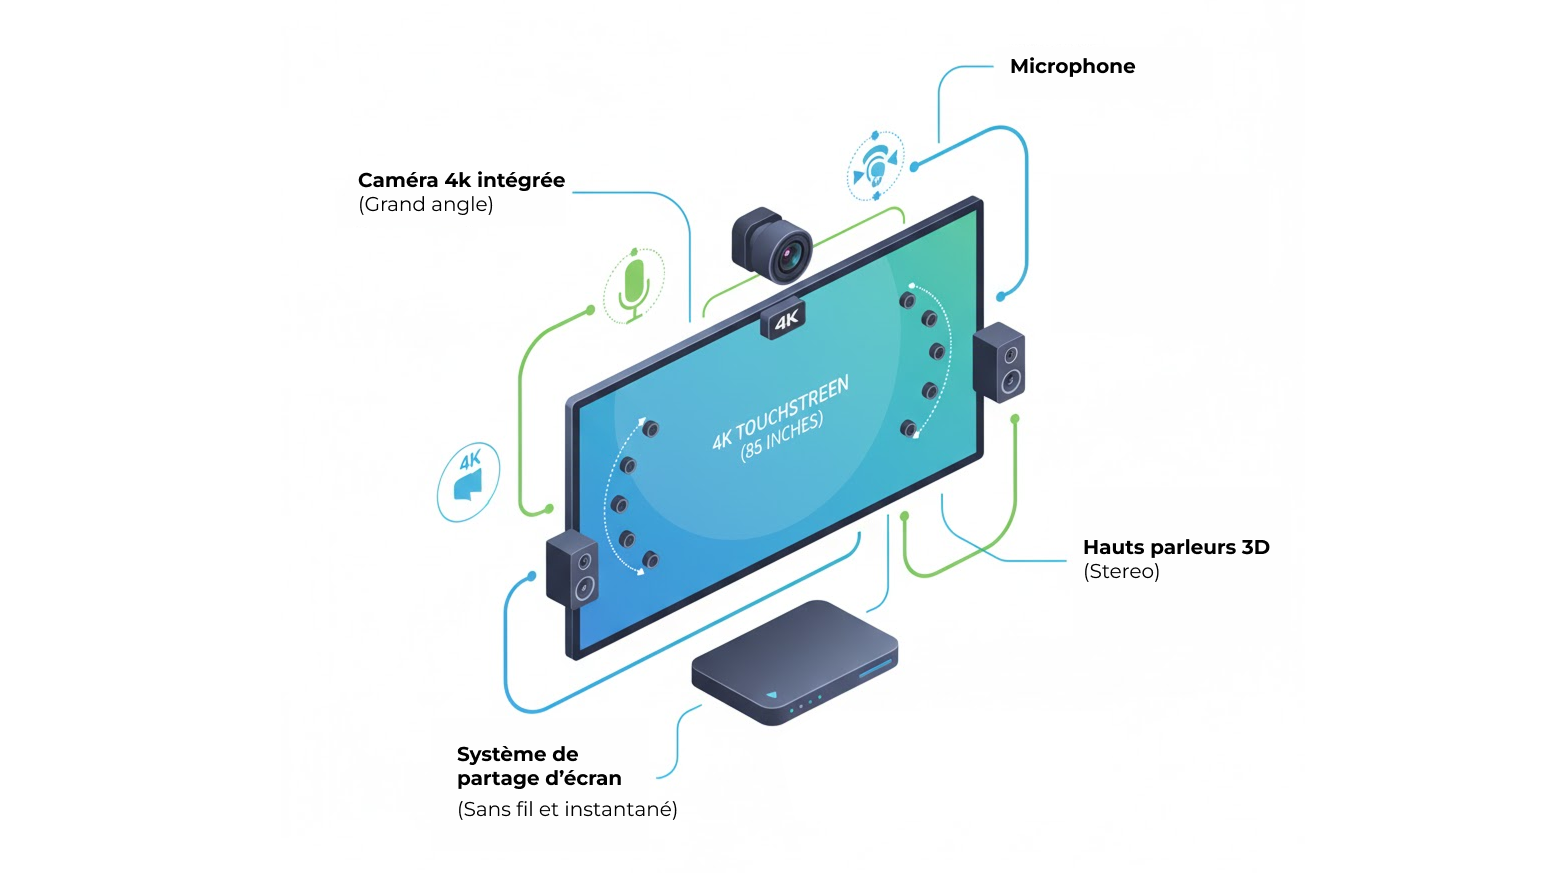 Microphone
Caméra 4k intégrée
(Grand angle)
4K
4K TOUCHSTREEN
(85 INCHES)
4K
Hauts parleurs 3D
(Stereo)
Système de
partage d’écran
(Sans fil et instantané)